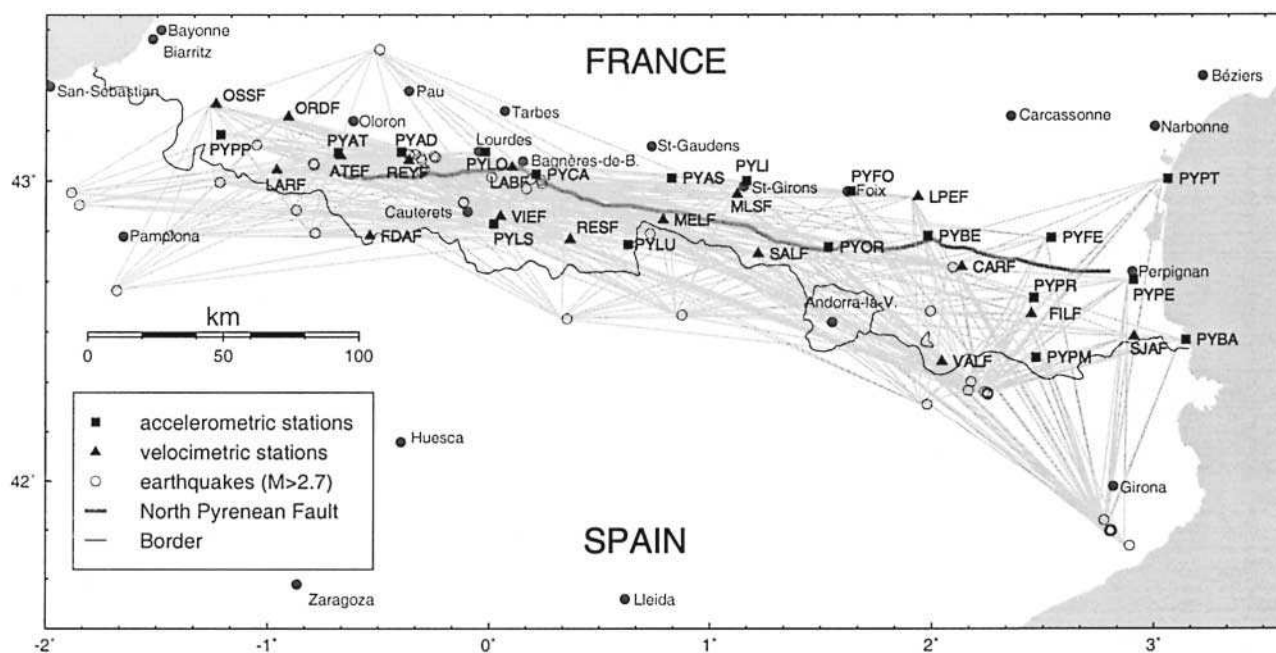 Bayonne
Biarritz
FRANCE
Béziers
San-Sebastian
OSSF
ORDF
Pau
Tarbes
Carcassonne
Narbonne
Oloron
PYPP
PYAT
PYAD
Lourdes
St-Gaudens
ATEF
REYF
PYLO
Bagnères-de-B.
LABF
PYCA
PYAS
PYLI
St-Girons
MLSF
PYFO
Foix
LPEF
PYPT
43°
LARF
Cauterets
VIEF
PYLS
RESF
MELF
Pamplona
FDAF
PYLU
SALF
PYOR
PYBE
PYFE
CARF
Perpignan
PYPE
PYPR
FILF
Andorra-la-V.
km
0 50 100
VALF
PYPM
SJAF
PYBA
accelerometric stations
velocimetric stations
earthquakes (M>2.7)
North Pyrenean Fault
Border
Huesca
42°
Girona
SPAIN
Zaragoza
Lleida
-2° -1° 0° 1° 2° 3°